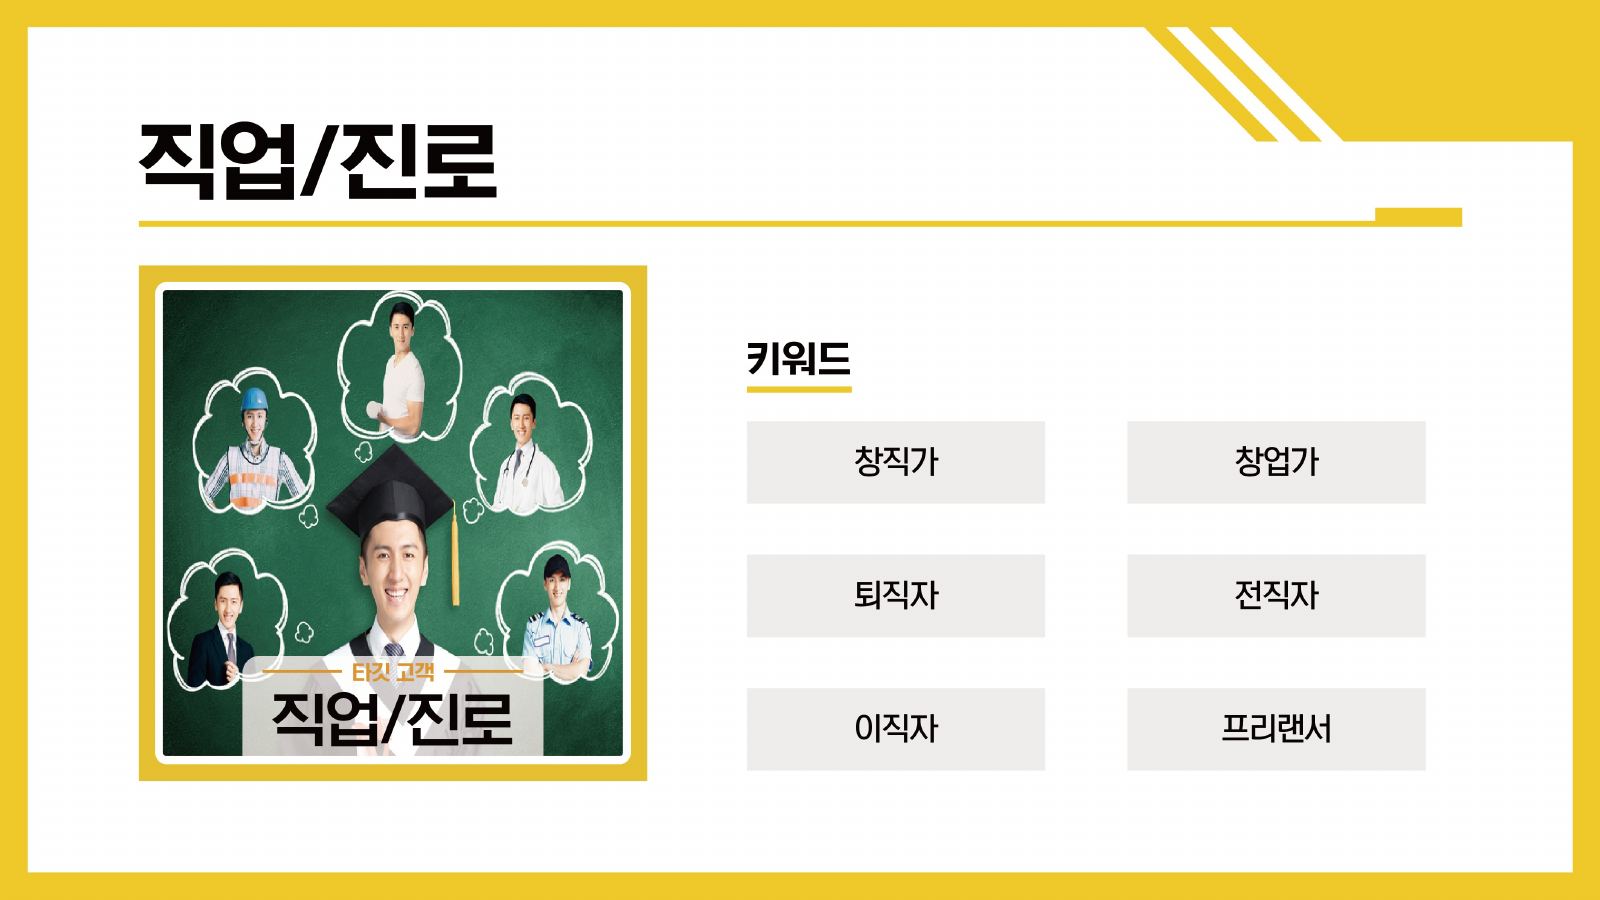 직업/진로
타깃 고객
직업/진로
키워드
창직가
창업가
퇴직자
전직자
이직자
프리랜서